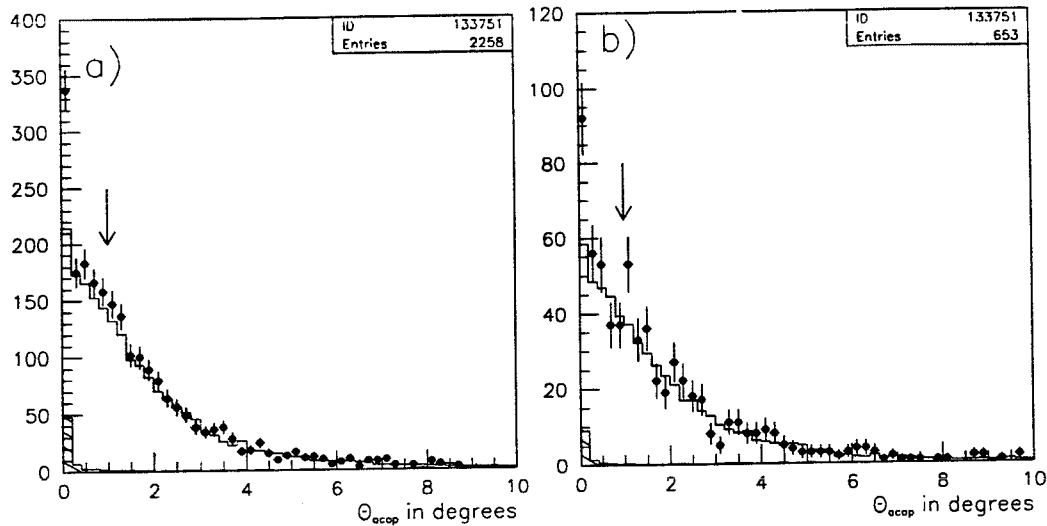 a)
ID 133751
Entries 2258
400
350
300
250
200
150
100
50
0
0 2 4 6 8 10
Θacop in degrees
b)
ID 133751
Entries 653
120
100
80
60
40
20
0
0 2 4 6 8 10
Θacop in degrees